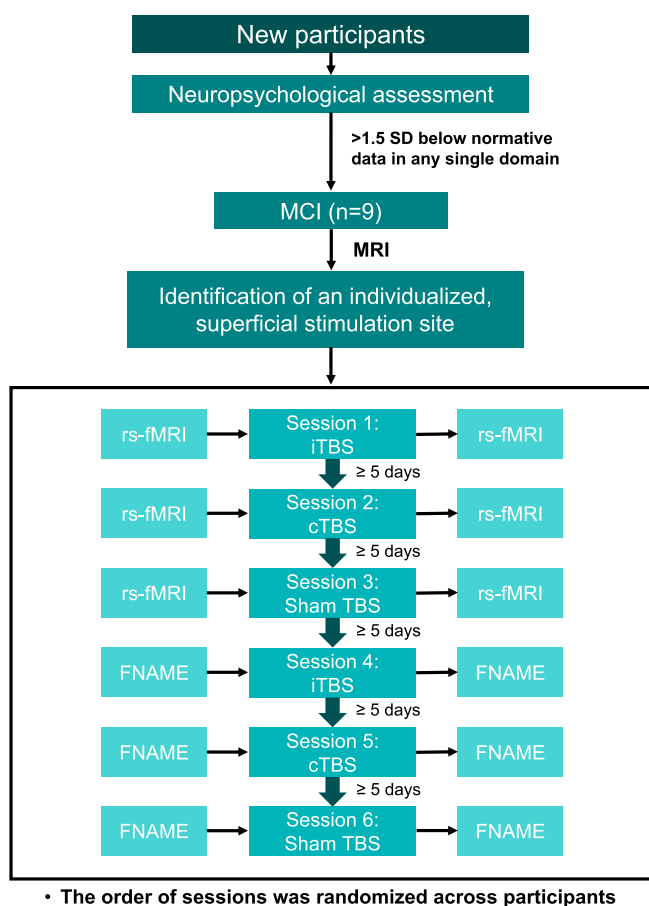 New participants
Neuropsychological assessment
>1.5 SD below normative
data in any single domain
MCI (n=9)
MRI
Identification of an individualized,
superficial stimulation site
rs-fMRI
Session 1:
iTBS
rs-fMRI
≥ 5 days
rs-fMRI
Session 2:
cTBS
rs-fMRI
≥ 5 days
rs-fMRI
Session 3:
Sham TBS
rs-fMRI
≥ 5 days
FNAME
Session 4:
iTBS
FNAME
≥ 5 days
FNAME
Session 5:
cTBS
FNAME
≥ 5 days
FNAME
Session 6:
Sham TBS
FNAME
• The order of sessions was randomized across participants